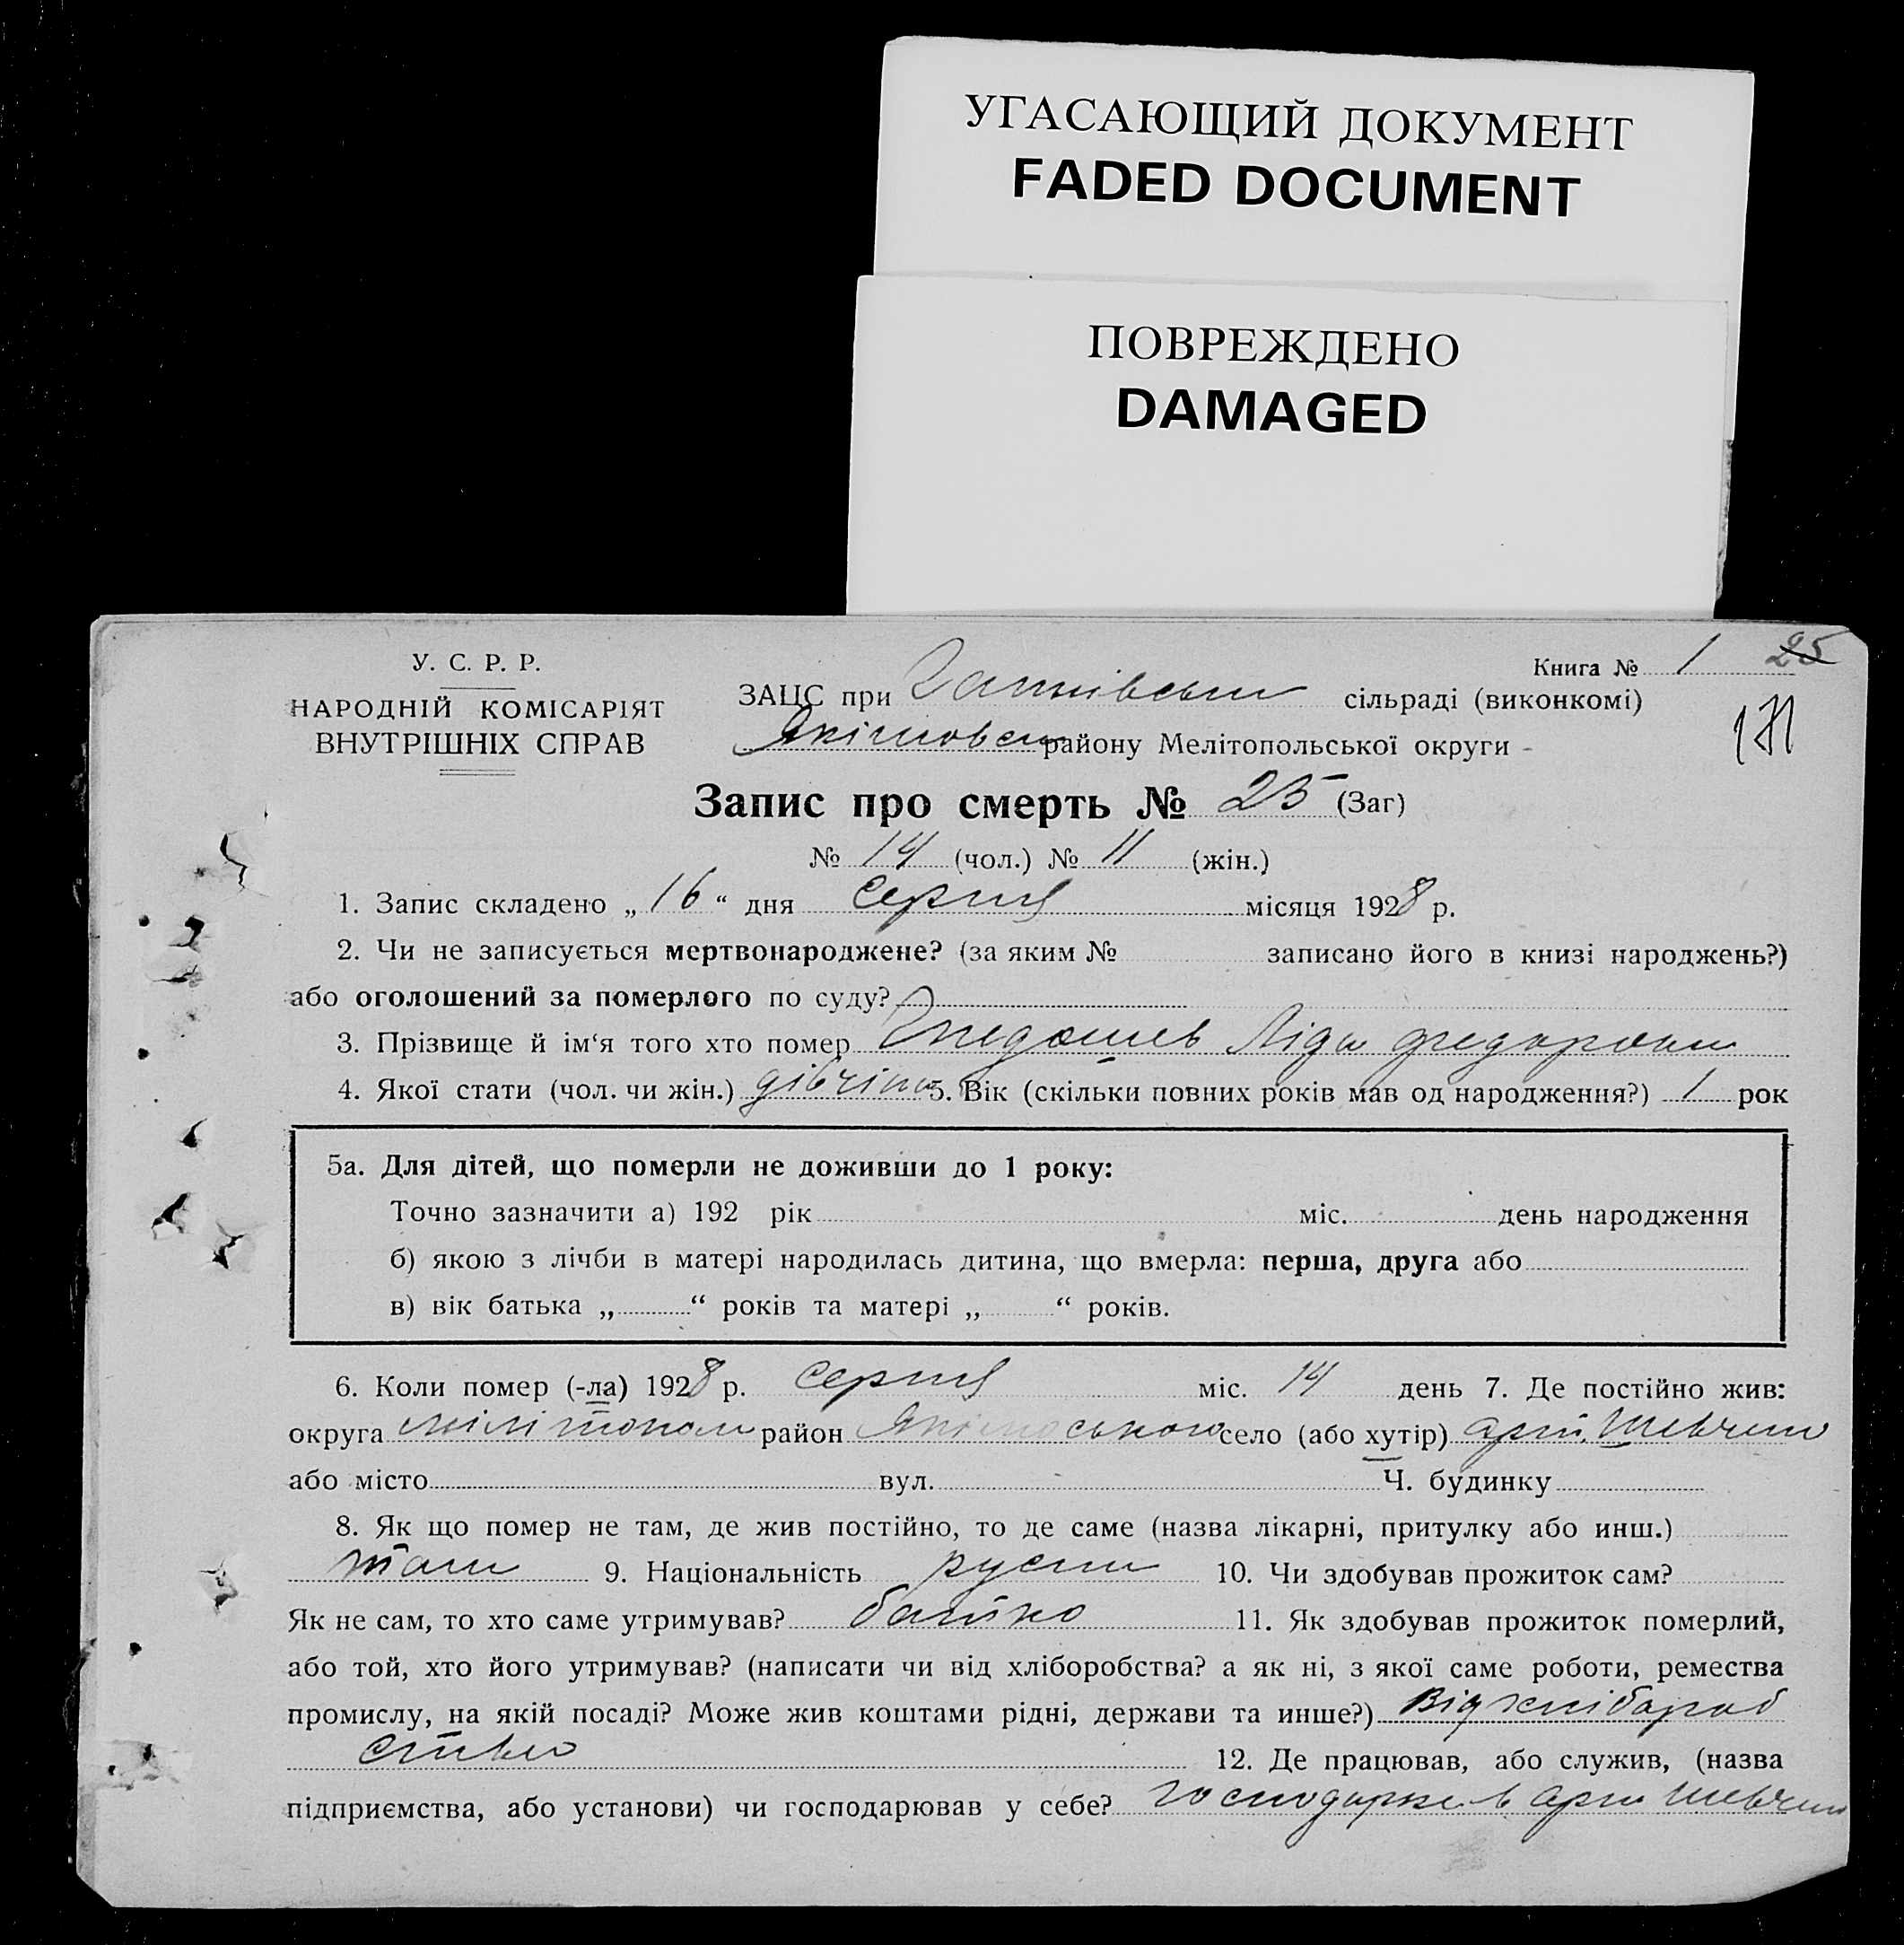 УГАСАЮЩИЙ ДОКУМЕНТ
FADED DOCUMENT
ПОВРЕЖДЕНО
DAMAGED
У. С. Р. Р.
НАРОДНІЙ КОМІСАРІЯТ
ВНУТРІШНІХ СПРАВ
Книга № 1 25
ЗАЦС при сільраді (виконкомі)
району Мелітопольської округи
171
Запис про смерть № 25 (Заг)
№ 14 (чол.) № 11 (жін.)
1. Запис складено „ 16 “ дня серпня місяця 1928 р.
2. Чи не записується мертвонароджене? (за яким № записано його в книзі народжень?)
або оголошений за померлого по суду?
3. Прізвище й ім‘я того хто помер Ліда
4. Якої стати (чол. чи жін.) дівчина 5. Вік (скільки повних років мав од народження?) 1 рок
5а. Для дітей, що померли не доживши до 1 року:
Точно зазначити а) 192 рік міс. день народження
б) якою з лічби в матері народилась дитина, що вмерла: перша, друга або
в) вік батька „ “ років та матері „ “ років.
6. Коли помер (-ла) 1928 р. серпня міс. 14 день 7. Де постійно жив:
округа район село (або хутір) арт.
або місто вул. Ч. будинку
8. Як що помер не там, де жив постійно, то де саме (назва лікарні, притулку або инш.)
там 9. Національність 10. Чи здобував прожиток сам?
Як не сам, то хто саме утримував? батько 11. Як здобував прожиток померлий,
або той, хто його утримував? (написати чи від хліборобства? а як ні, з якої саме роботи, ремества
промислу, на якій посаді? Може жив коштами рідні, держави та инше?) Від хлібороб
ства 12. Де працював, або служив, (назва
підприємства, або установи) чи господарював у себе? в арт